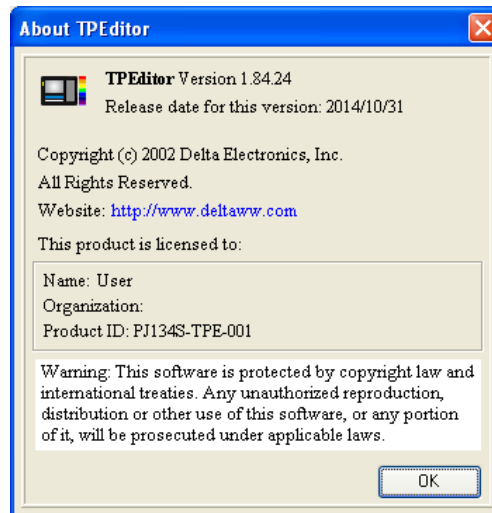 About TPEditor
TPEditor Version 1.84.24
Release date for this version: 2014/10/31
Copyright (c) 2002 Delta Electronics, Inc.
All Rights Reserved.
Website: http://www.deltaww.com
This product is licensed to:
Name: User
Organization:
Product ID: PJ134S-TPE-001
Warning: This software is protected by copyright law and
international treaties. Any unauthorized reproduction,
distribution or other use of this software, or any portion
of it, will be prosecuted under applicable laws.
OK